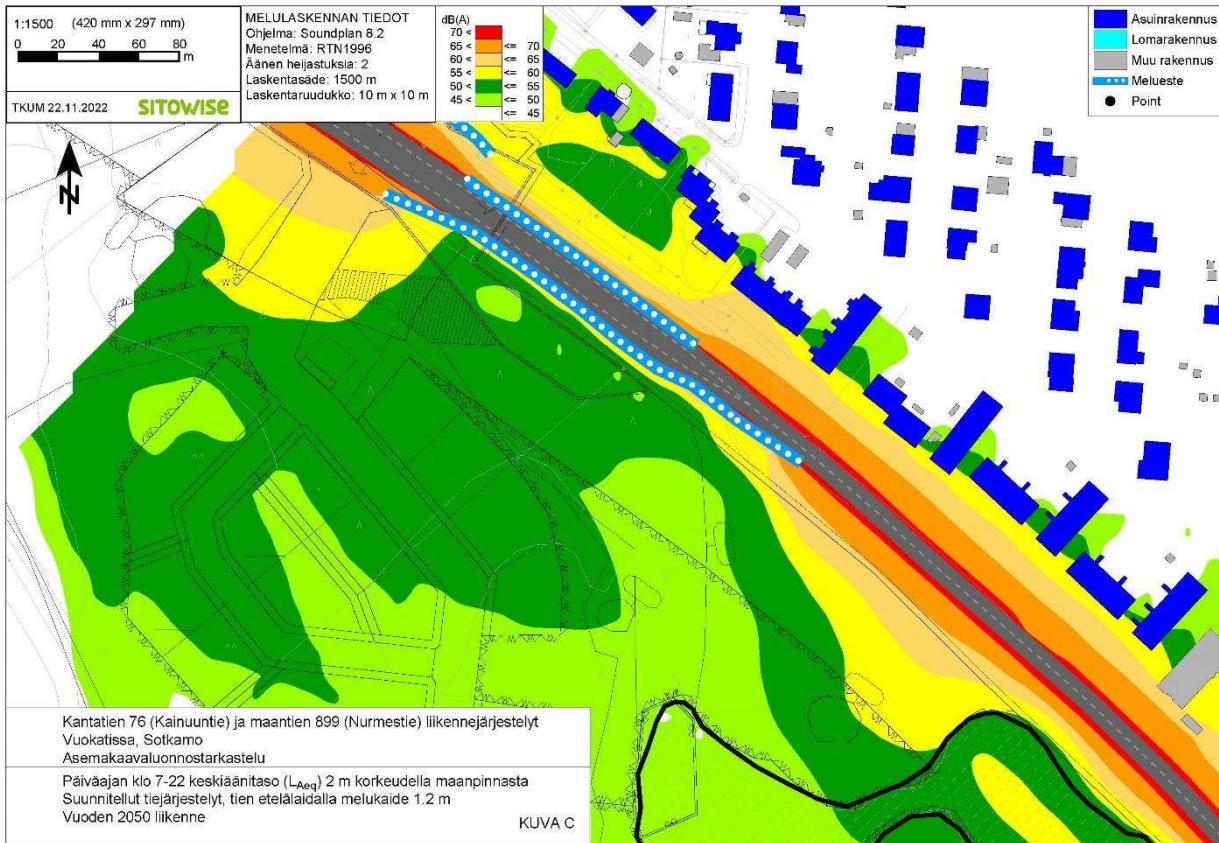 1:1500 (420 mm x 297 mm)
0 20 40 60 80
m
TKUM 22.11.2022 SITOWISE
N
MELULASKENNAN TIEDOT
Ohjelma: Soundplan 8.2
Menetelmä: RTN1996
Äänen heijastuksia: 2
Laskentasäde: 1500 m
Laskentaruudukko: 10 m x 10 m
dB(A)
70 <
65 < <= 70
60 < <= 65
55 < <= 60
50 < <= 55
45 < <= 50
<= 45
Asuinrakennus
Lomarakennus
Muu rakennus
Melueste
Point
Kantatien 76 (Kainuuntie) ja maantien 899 (Nurmestie) liikennejärjestelyt
Vuokatissa, Sotkamo
Asemakaavaluonnostarkastelu
Päiväajan klo 7-22 keskiäänitaso (LAeq) 2 m korkeudella maanpinnasta
Suunnitellut tiejärjestelyt, tien etelälaidalla melukaide 1.2 m
Vuoden 2050 liikenne
KUVA C